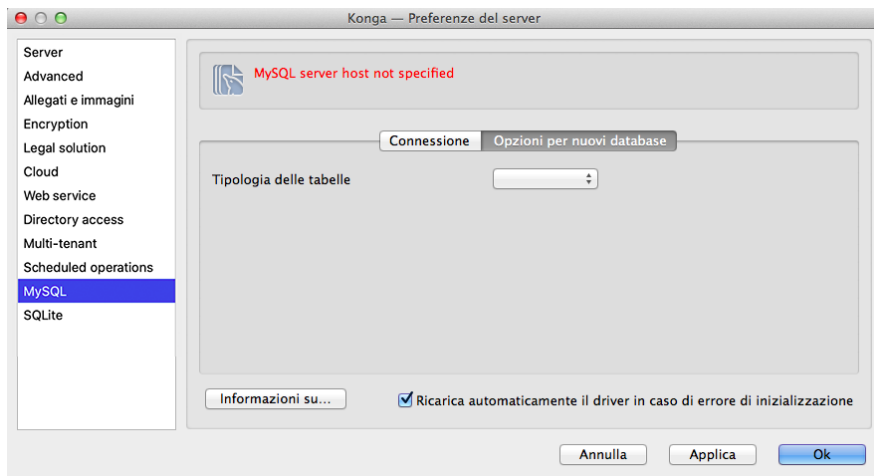 Konga — Preferenze del server
Server
Advanced
Allegati e immagini
Encryption
Legal solution
Cloud
Web service
Directory access
Multi-tenant
Scheduled operations
MySQL
SQLite
MySQL server host not specified
Connessione Opzioni per nuovi database
Tipologia delle tabelle
Informazioni su... Ricarica automaticamente il driver in caso di errore di inizializzazione
Annulla Applica Ok